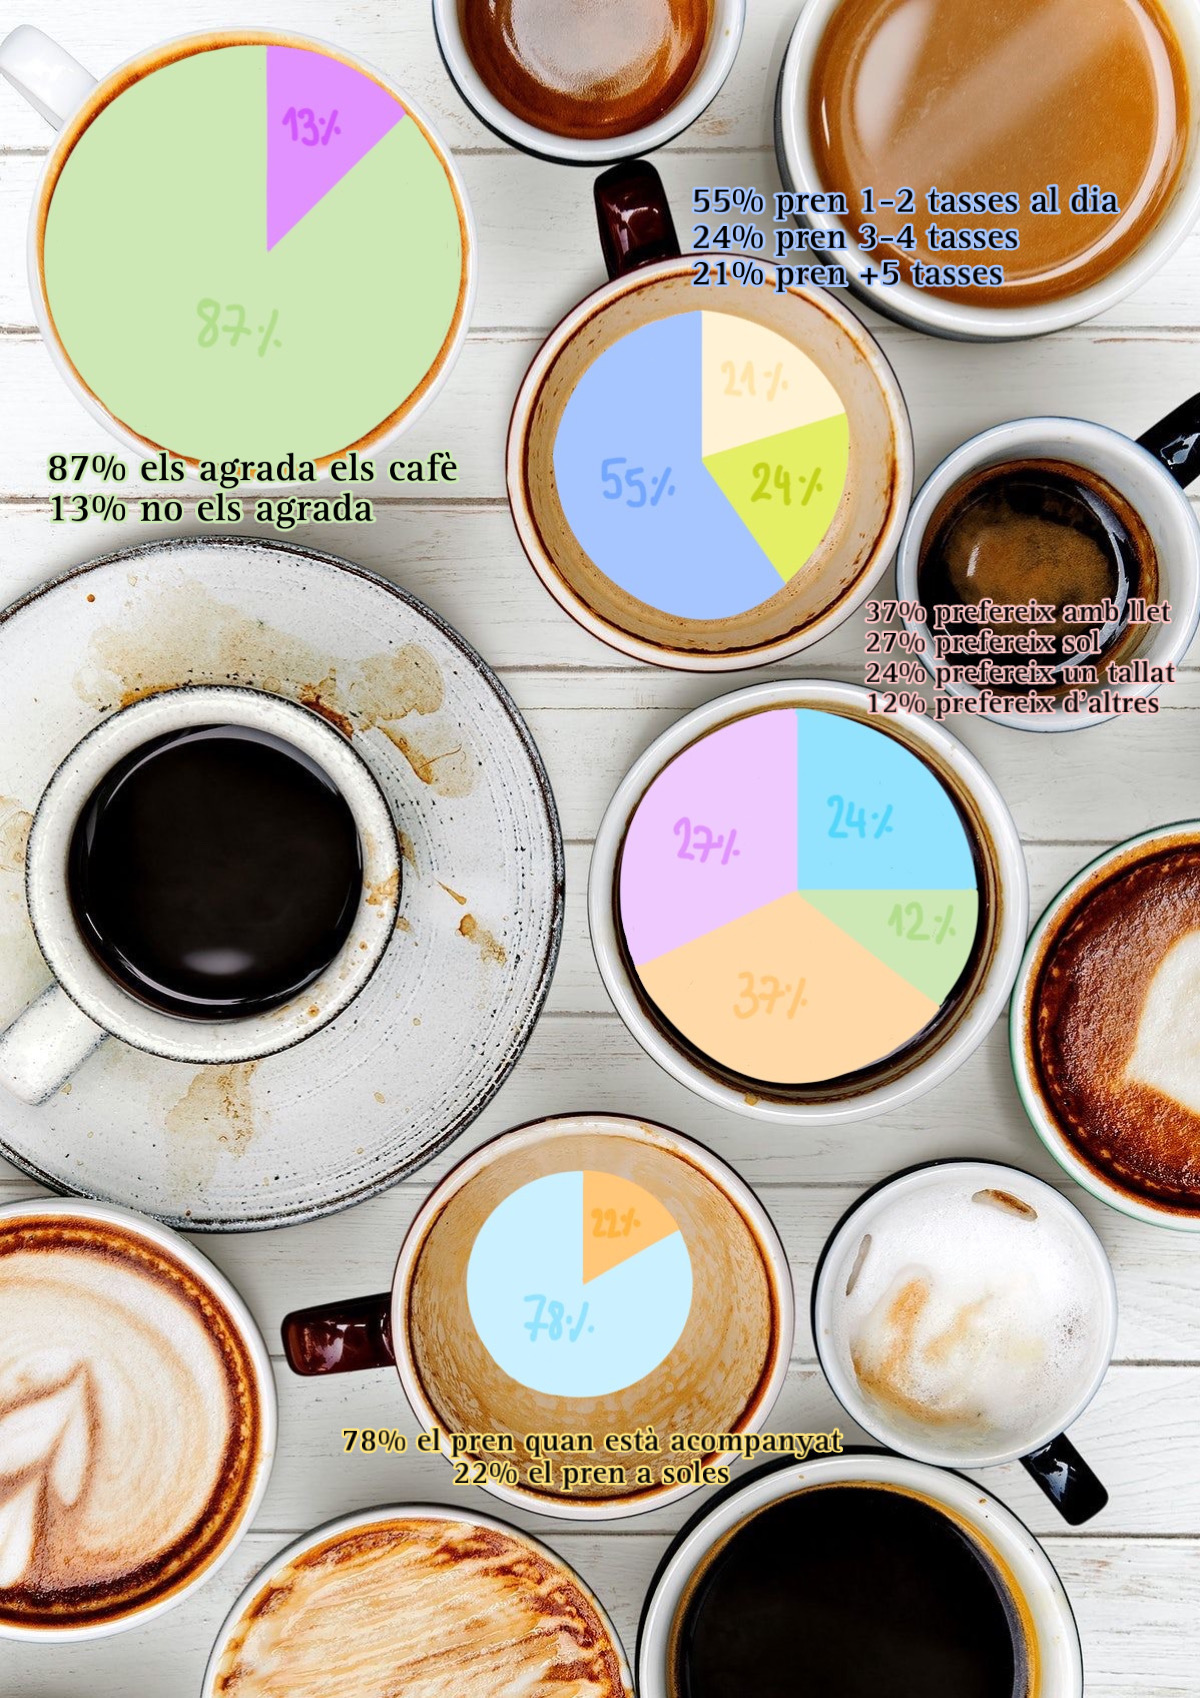 13%
87%
87% els agrada els cafè
13% no els agrada
55% pren 1-2 tasses al dia
24% pren 3-4 tasses
21% pren +5 tasses
21%
55%
24%
37% prefereix amb llet
27% prefereix sol
24% prefereix un tallat
12% prefereix d'altres
27%
24%
12%
37%
22%
78%
78% el pren quan està acompanyat
22% el pren a soles